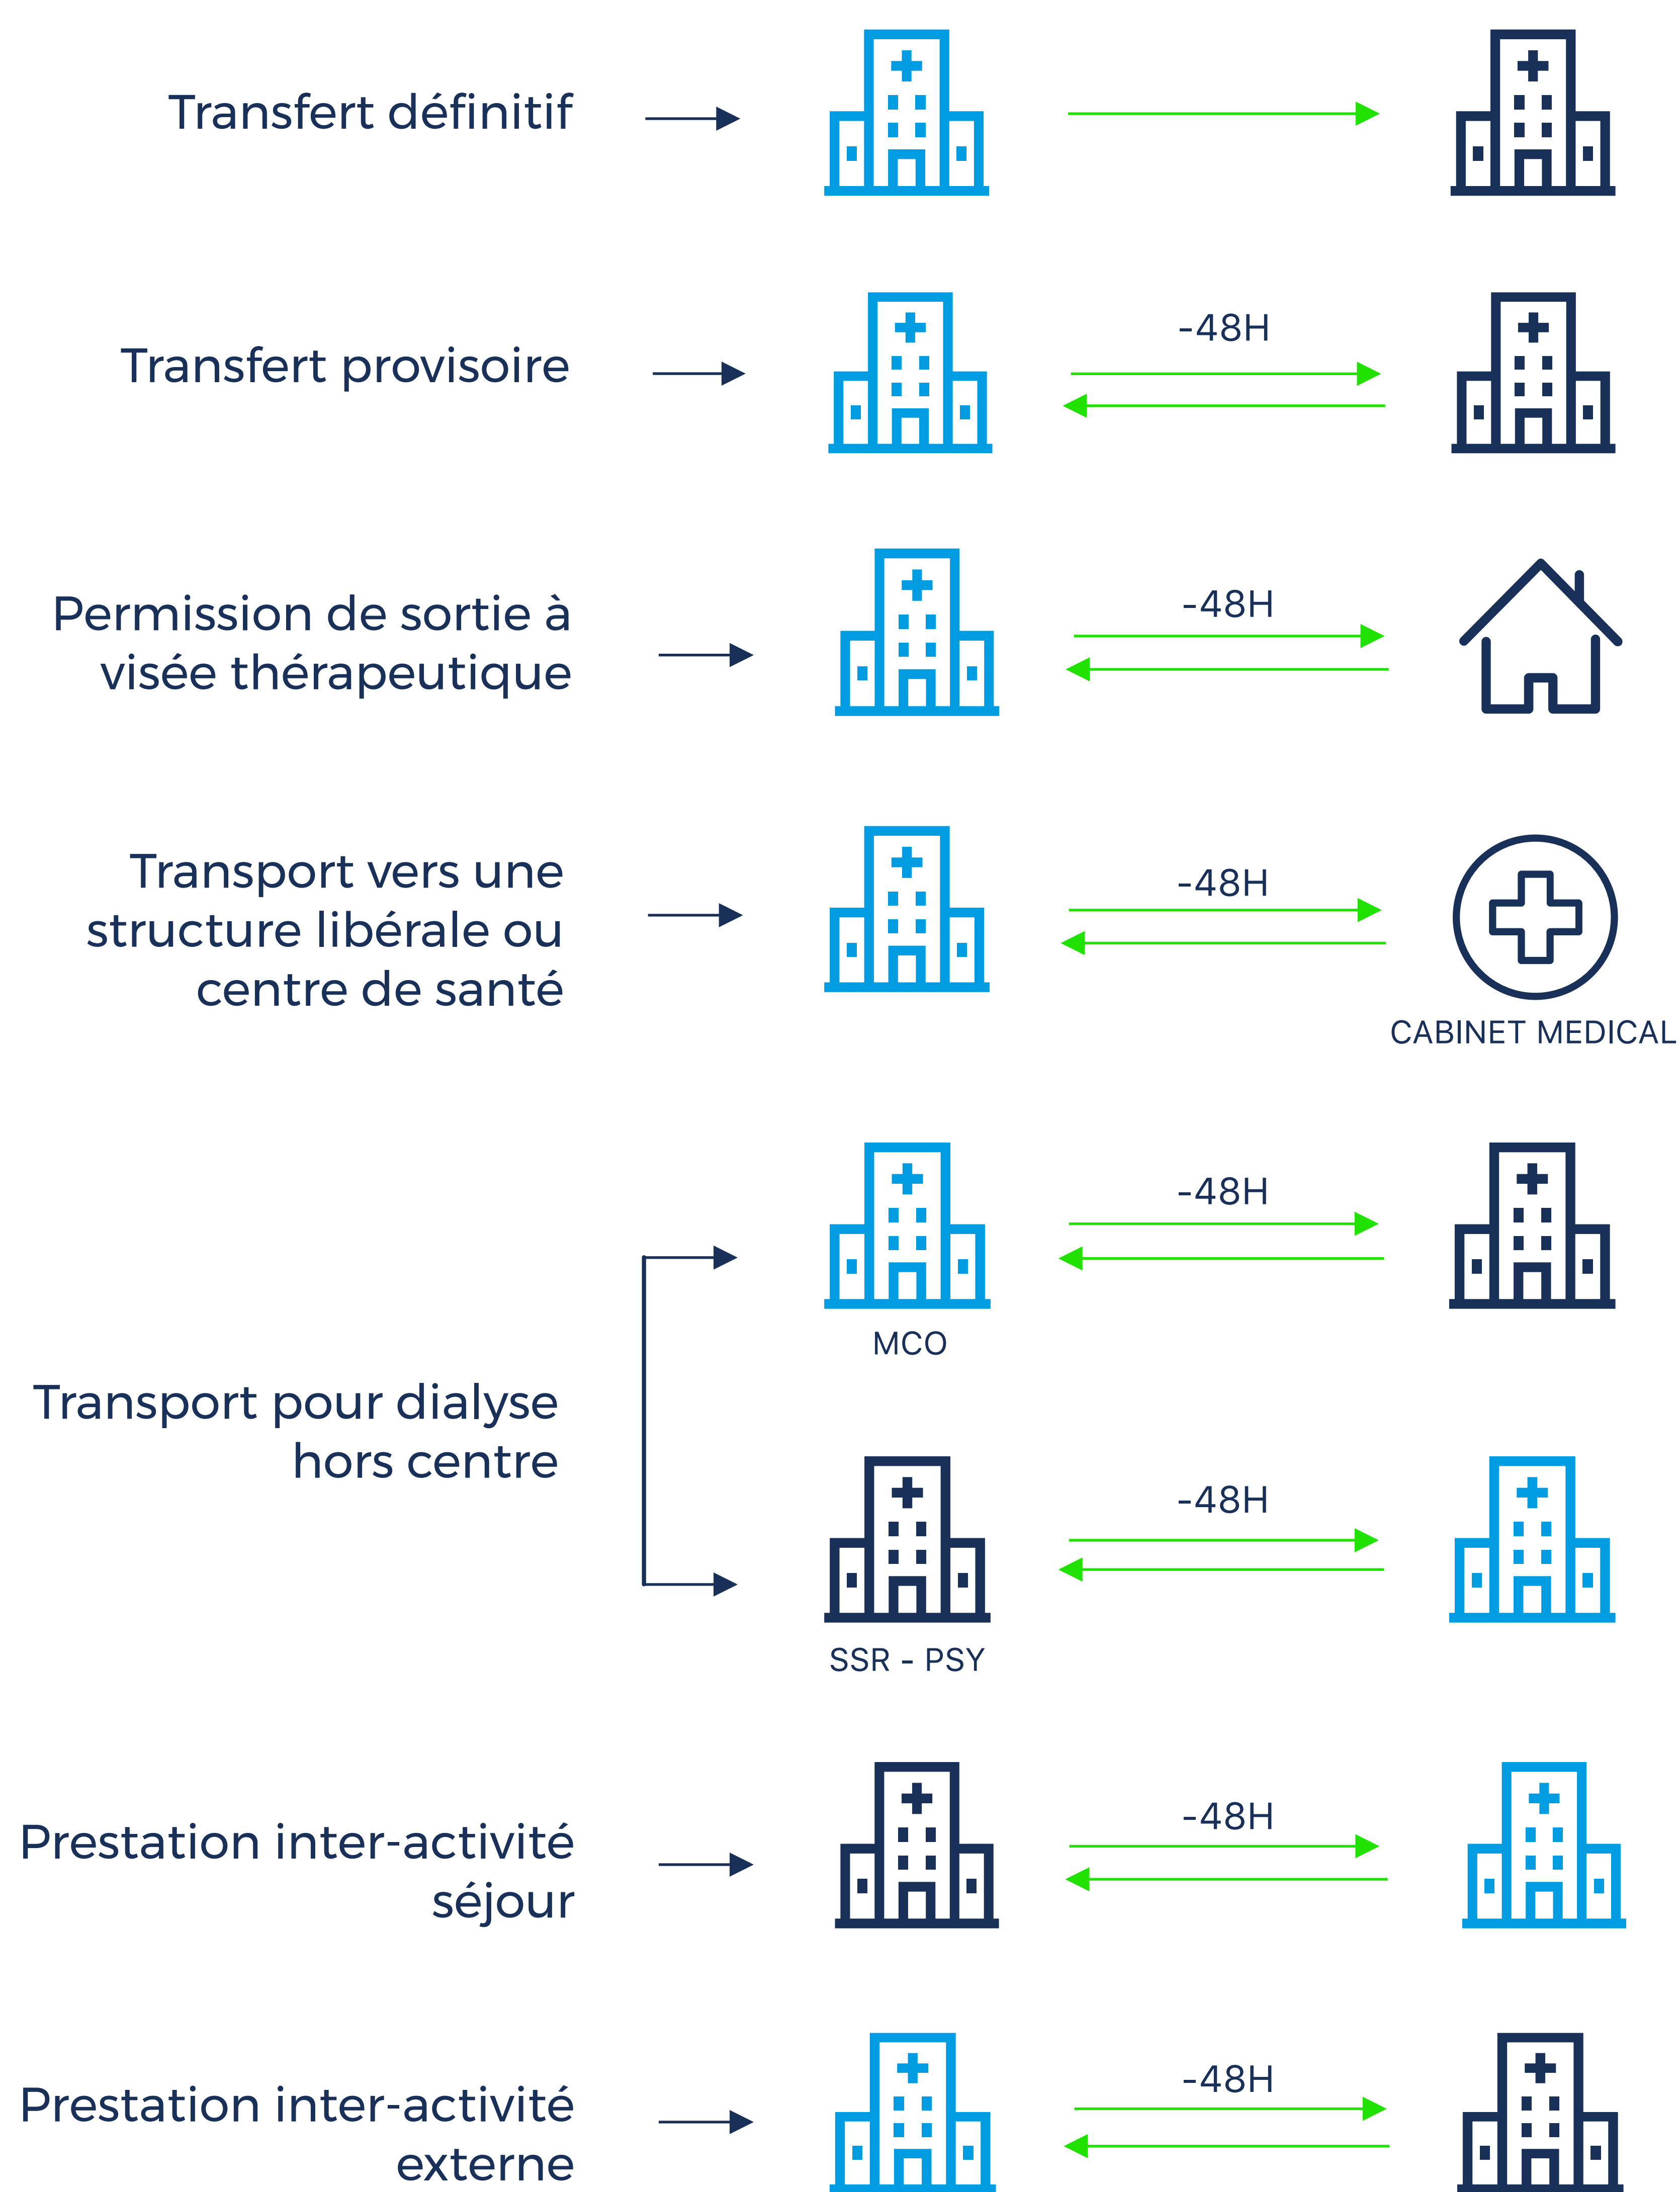 Transfert définitif
Transfert provisoire
-48H
Permission de sortie à
visée thérapeutique
-48H
Transport vers une
structure libérale ou
centre de santé
-48H
CABINET MEDICAL
Transport pour dialyse
hors centre
-48H
MCO
-48H
SSR - PSY
Prestation inter-activité
séjour
-48H
Prestation inter-activité
externe
-48H